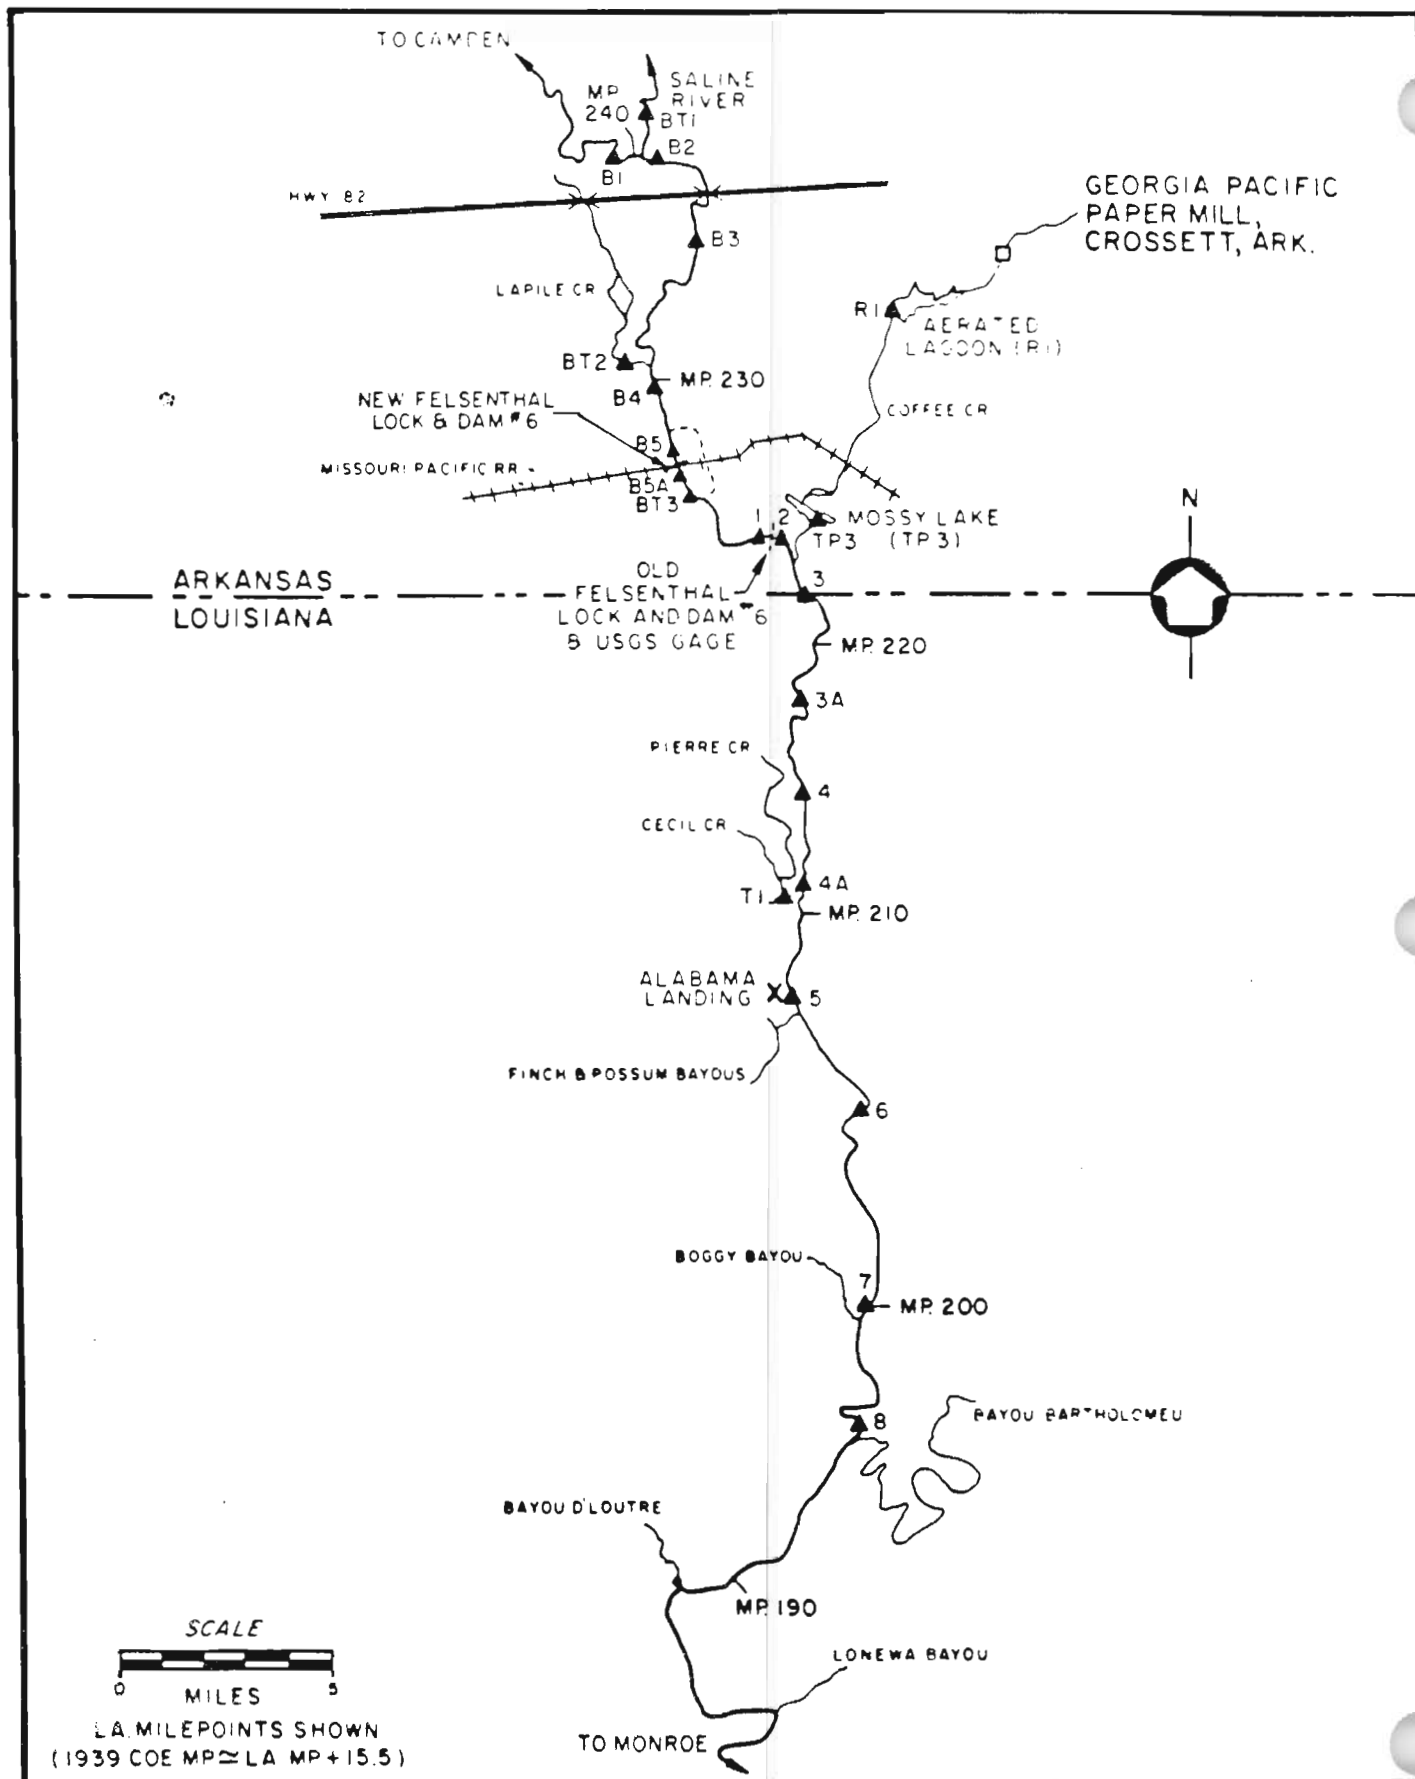 TO CAMDEN
SALINE
RIVER
MP
240
BT1
B2
B1
HWY 82
GEORGIA PACIFIC
PAPER MILL,
CROSSETT, ARK.
B3
LAPILE CR
R1
AERATED
LAGOON (R1)
BT2
MP. 230
B4
NEW FELSENTHAL
LOCK & DAM #6
COFFEE CR
B5
MISSOURI PACIFIC RR
B5A
BT3
1 2
MOSSY LAKE
TP3 (TP3)
N
OLD
FELSENTHAL
LOCK AND DAM #6
& USGS GAGE
3
ARKANSAS
LOUISIANA
MP. 220
3A
PIERRE CR
4
CECIL CR
4A
T1
MP. 210
ALABAMA
LANDING X 5
FINCH & POSSUM BAYOUS
6
BOGGY BAYOU
7
MP. 200
8
BAYOU BARTHOLOMEU
BAYOU D'LOUTRE
MP. 190
SCALE
0 5
MILES
LA. MILEPOINTS SHOWN
(1939 COE MP≃LA MP+15.5)
LONEWA BAYOU
TO MONROE